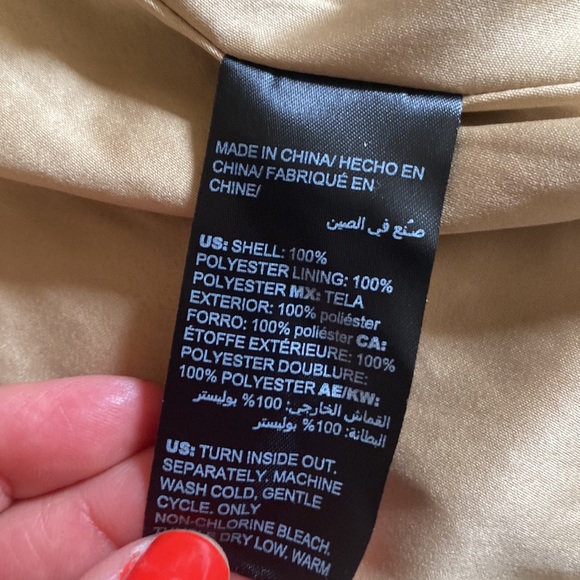 MADE IN CHINA/ HECHO EN
CHINA/ FABRIQUÉ EN
CHINE/
صنع في الصين
US: SHELL: 100%
POLYESTER LINING: 100%
POLYESTER MX: TELA
EXTERIOR: 100% poliéster
FORRO: 100% poliéster CA:
ÉTOFFE EXTÉRIEURE: 100%
POLYESTER DOUBLURE:
100% POLYESTER AE/KW:
القماش الخارجي: 100% بوليستر
البطانة: 100% بوليستر
US: TURN INSIDE OUT.
SEPARATELY. MACHINE
WASH COLD, GENTLE
CYCLE. ONLY
NON-CHLORINE BLEACH.
DRY LOW. WARM